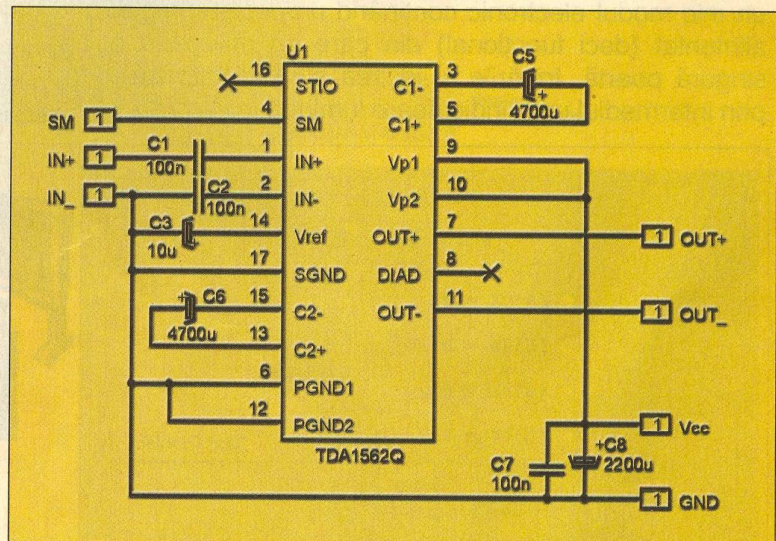 U1
16 STIO
4 SM
1 IN+
2 IN-
14 Vref
17 SGND
15 C2-
13 C2+
6 PGND1
12 PGND2
C1- 3
C1+ 5
Vp1 9
Vp2 10
OUT+ 7
DIAD 8
OUT- 11
TDA1562Q
SM 1
IN+ 1
IN_ 1
C1
100n
C2
100n
C3
10u
+
C6
+
4700u
C5
+
4700u
1 OUT+
1 OUT_
1 Vcc
C7
100n
+C8
2200u
1 GND